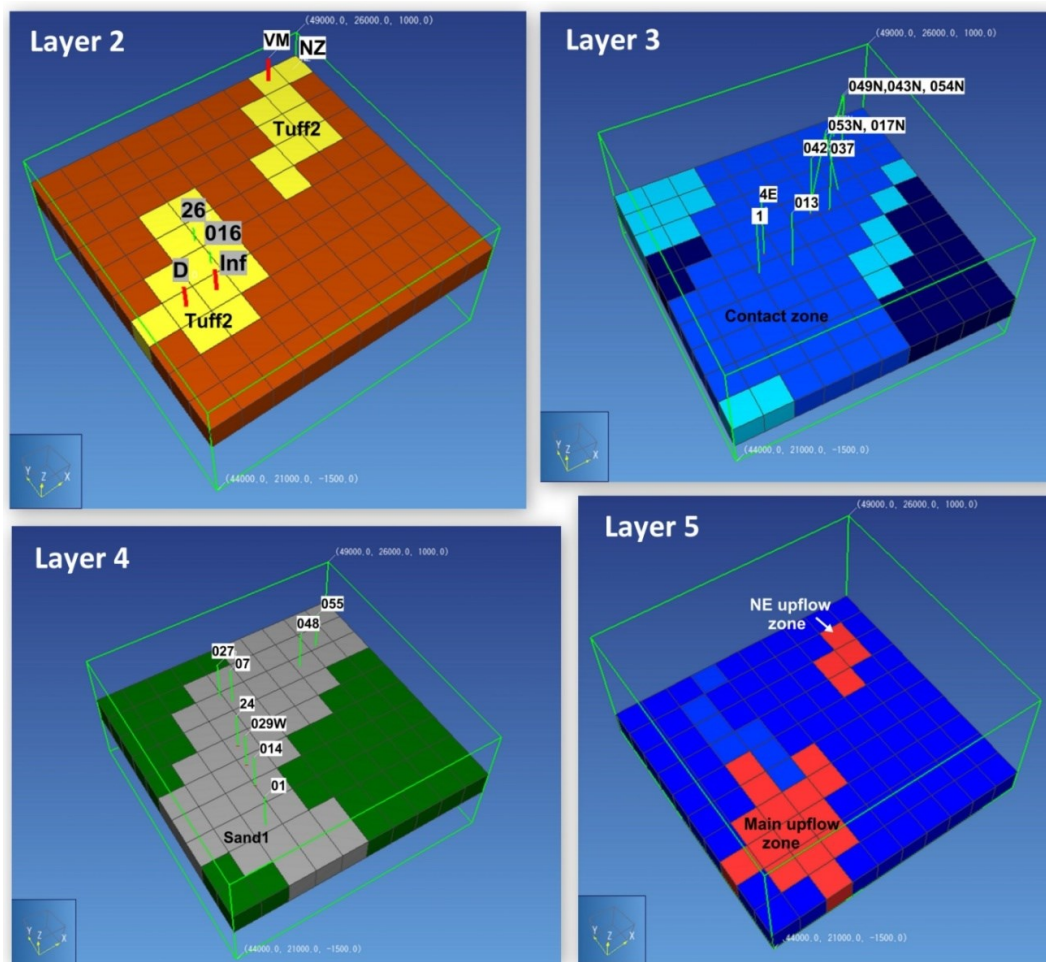 Layer 2
VM
(49000.0, 26000.0, 1000.0)
NZ
Tuff2
26
016
D
Inf
Tuff2
(44000.0, 21000.0, -1500.0)
Y
Z
X
Layer 3
(49000.0, 26000.0, 1000.0)
049N,043N, 054N
053N, 017N
042
037
4E
013
1
Contact zone
(44000.0, 21000.0, -1500.0)
Y
Z
X
Layer 4
(49000.0, 26000.0, 1000.0)
055
048
027
07
24
029W
014
01
Sand1
(44000.0, 21000.0, -1500.0)
Y
Z
X
Layer 5
(49000.0, 26000.0, 1000.0)
NE upflow
zone
Main upflow
zone
(44000.0, 21000.0, -1500.0)
Y
Z
X